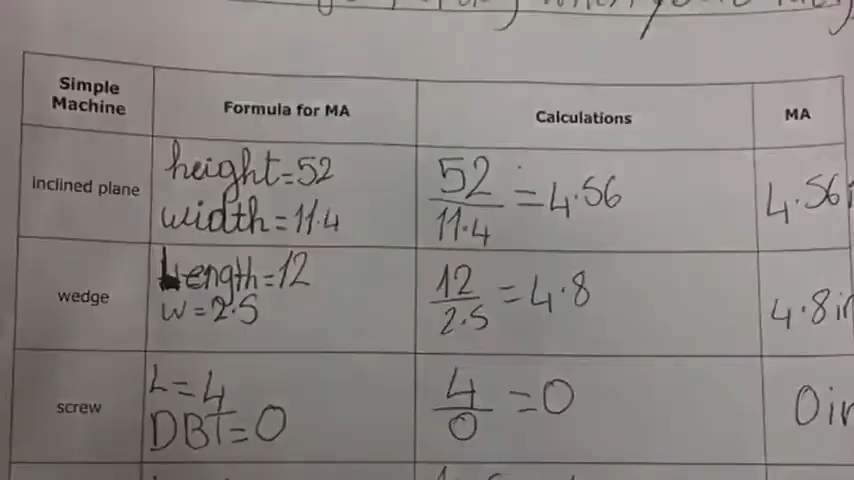 Simple Machine
Formula for MA
Calculations
MA
inclined plane
height=52
width=11.4
52/11.4 =4.56
4.56
wedge
Length=12
W=2.5
12/2.5 =4.8
4.8in
screw
L=4
DBT=0
4/0 =0
0in